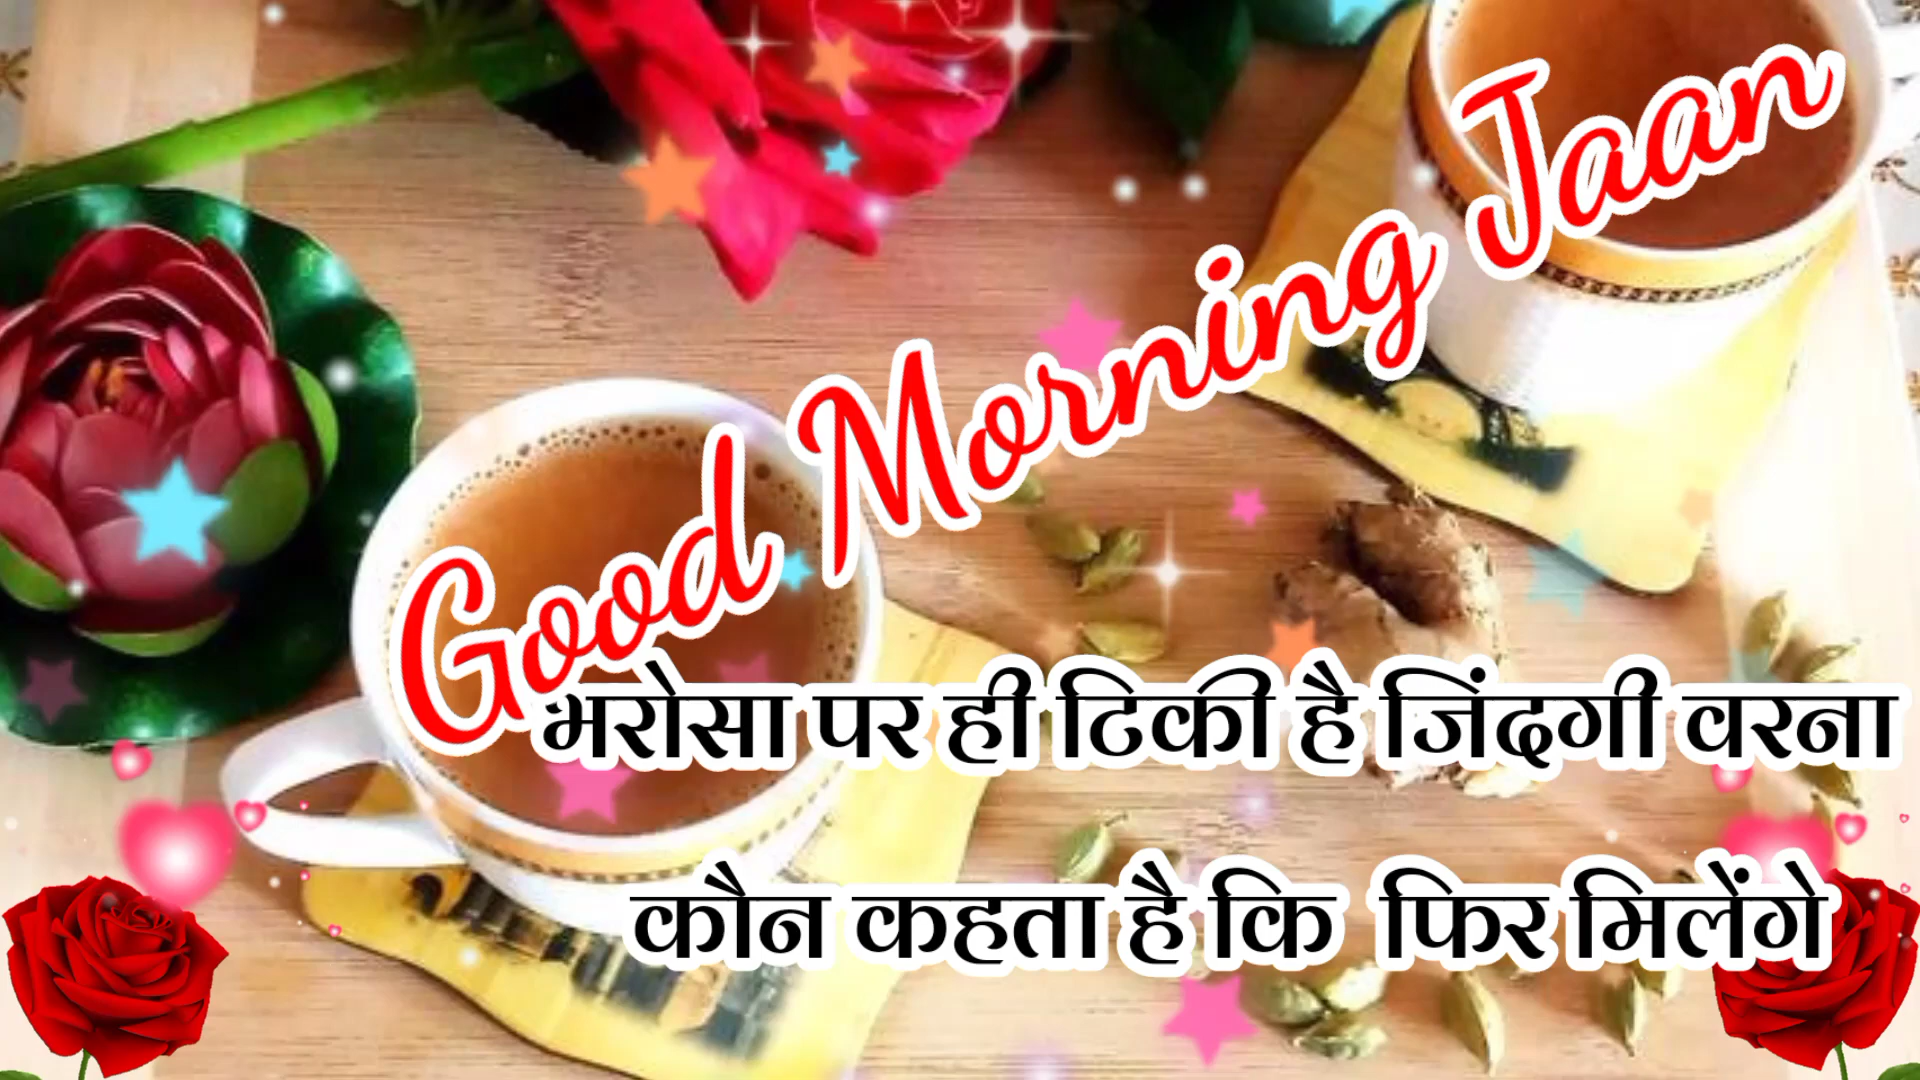 Good Morning Jaan
भरोसा पर ही टिकी है जिंदगी वरना
कौन कहता है कि फिर मिलेंगे